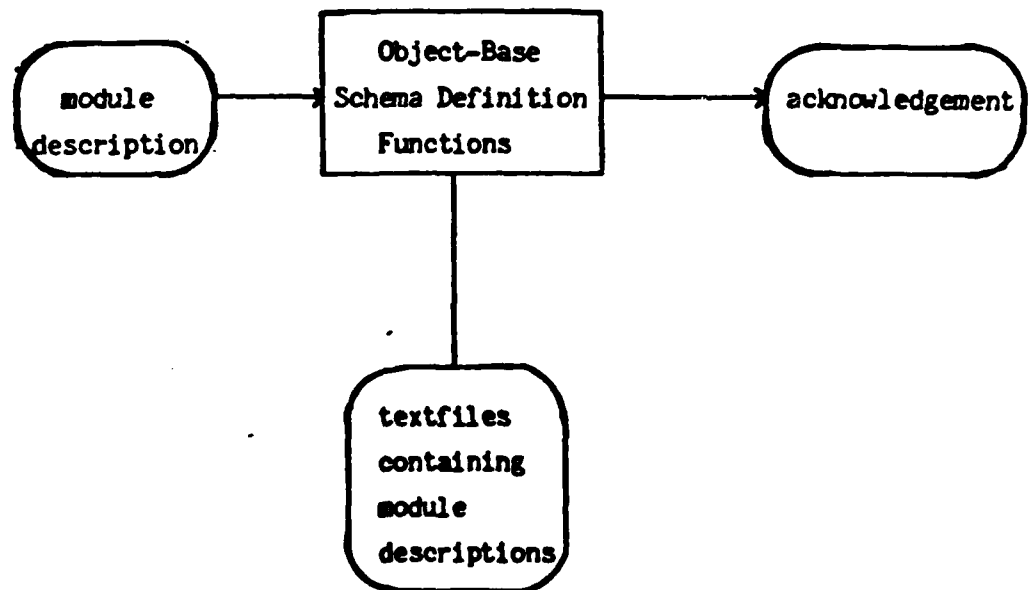 module
description
Object-Base
Schema Definition
Functions
acknowledgement
textfiles
containing
module
descriptions